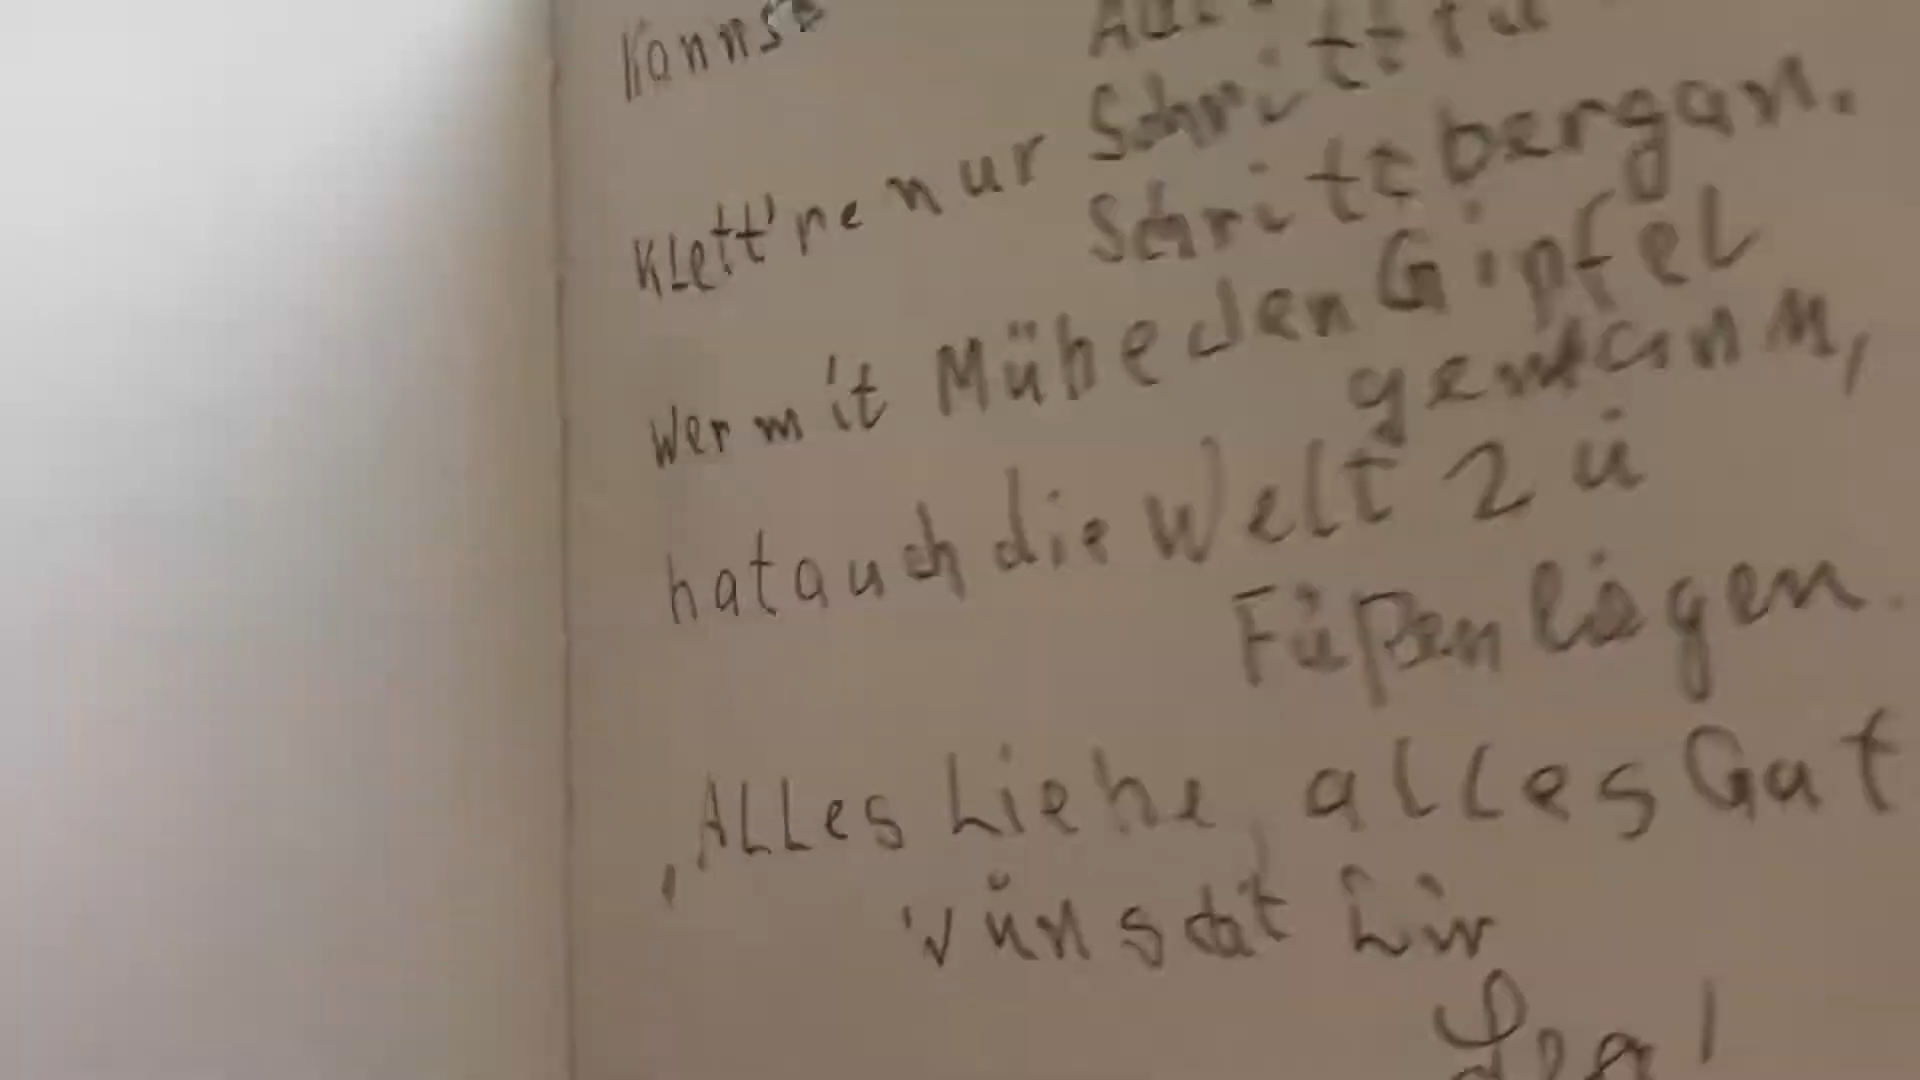 Kannst
Klett're nur Schritt für
Schritt bergan.
Wer mit Mühe den Gipfel
gewann,
hat auch die Welt zu
Füßen liegen.
Alles Liebe, alles Gut
wünscht Dir